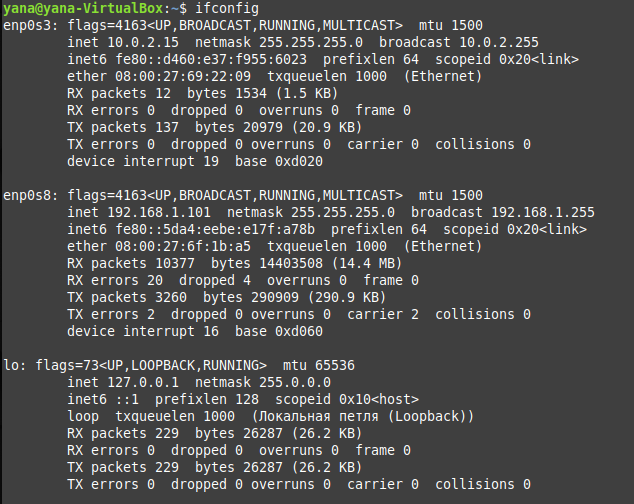 yana@yana-VirtualBox:~$ ifconfig
enp0s3: flags=4163<UP,BROADCAST,RUNNING,MULTICAST>  mtu 1500
        inet 10.0.2.15  netmask 255.255.255.0  broadcast 10.0.2.255
        inet6 fe80::d460:e37:f955:6023  prefixlen 64  scopeid 0x20<link>
        ether 08:00:27:69:22:09  txqueuelen 1000  (Ethernet)
        RX packets 12  bytes 1534 (1.5 KB)
        RX errors 0  dropped 0  overruns 0  frame 0
        TX packets 137  bytes 20979 (20.9 KB)
        TX errors 0  dropped 0 overruns 0  carrier 0  collisions 0
        device interrupt 19  base 0xd020
enp0s8: flags=4163<UP,BROADCAST,RUNNING,MULTICAST>  mtu 1500
        inet 192.168.1.101  netmask 255.255.255.0  broadcast 192.168.1.255
        inet6 fe80::5da4:eebe:e17f:a78b  prefixlen 64  scopeid 0x20<link>
        ether 08:00:27:6f:1b:a5  txqueuelen 1000  (Ethernet)
        RX packets 10377  bytes 14403508 (14.4 MB)
        RX errors 20  dropped 4  overruns 0  frame 0
        TX packets 3260  bytes 290909 (290.9 KB)
        TX errors 2  dropped 0 overruns 0  carrier 2  collisions 0
        device interrupt 16  base 0xd060
lo: flags=73<UP,LOOPBACK,RUNNING>  mtu 65536
        inet 127.0.0.1  netmask 255.0.0.0
        inet6 ::1  prefixlen 128  scopeid 0x10<host>
        loop  txqueuelen 1000  (Локальная петля (Loopback))
        RX packets 229  bytes 26287 (26.2 KB)
        RX errors 0  dropped 0  overruns 0  frame 0
        TX packets 229  bytes 26287 (26.2 KB)
        TX errors 0  dropped 0 overruns 0  carrier 0  collisions 0